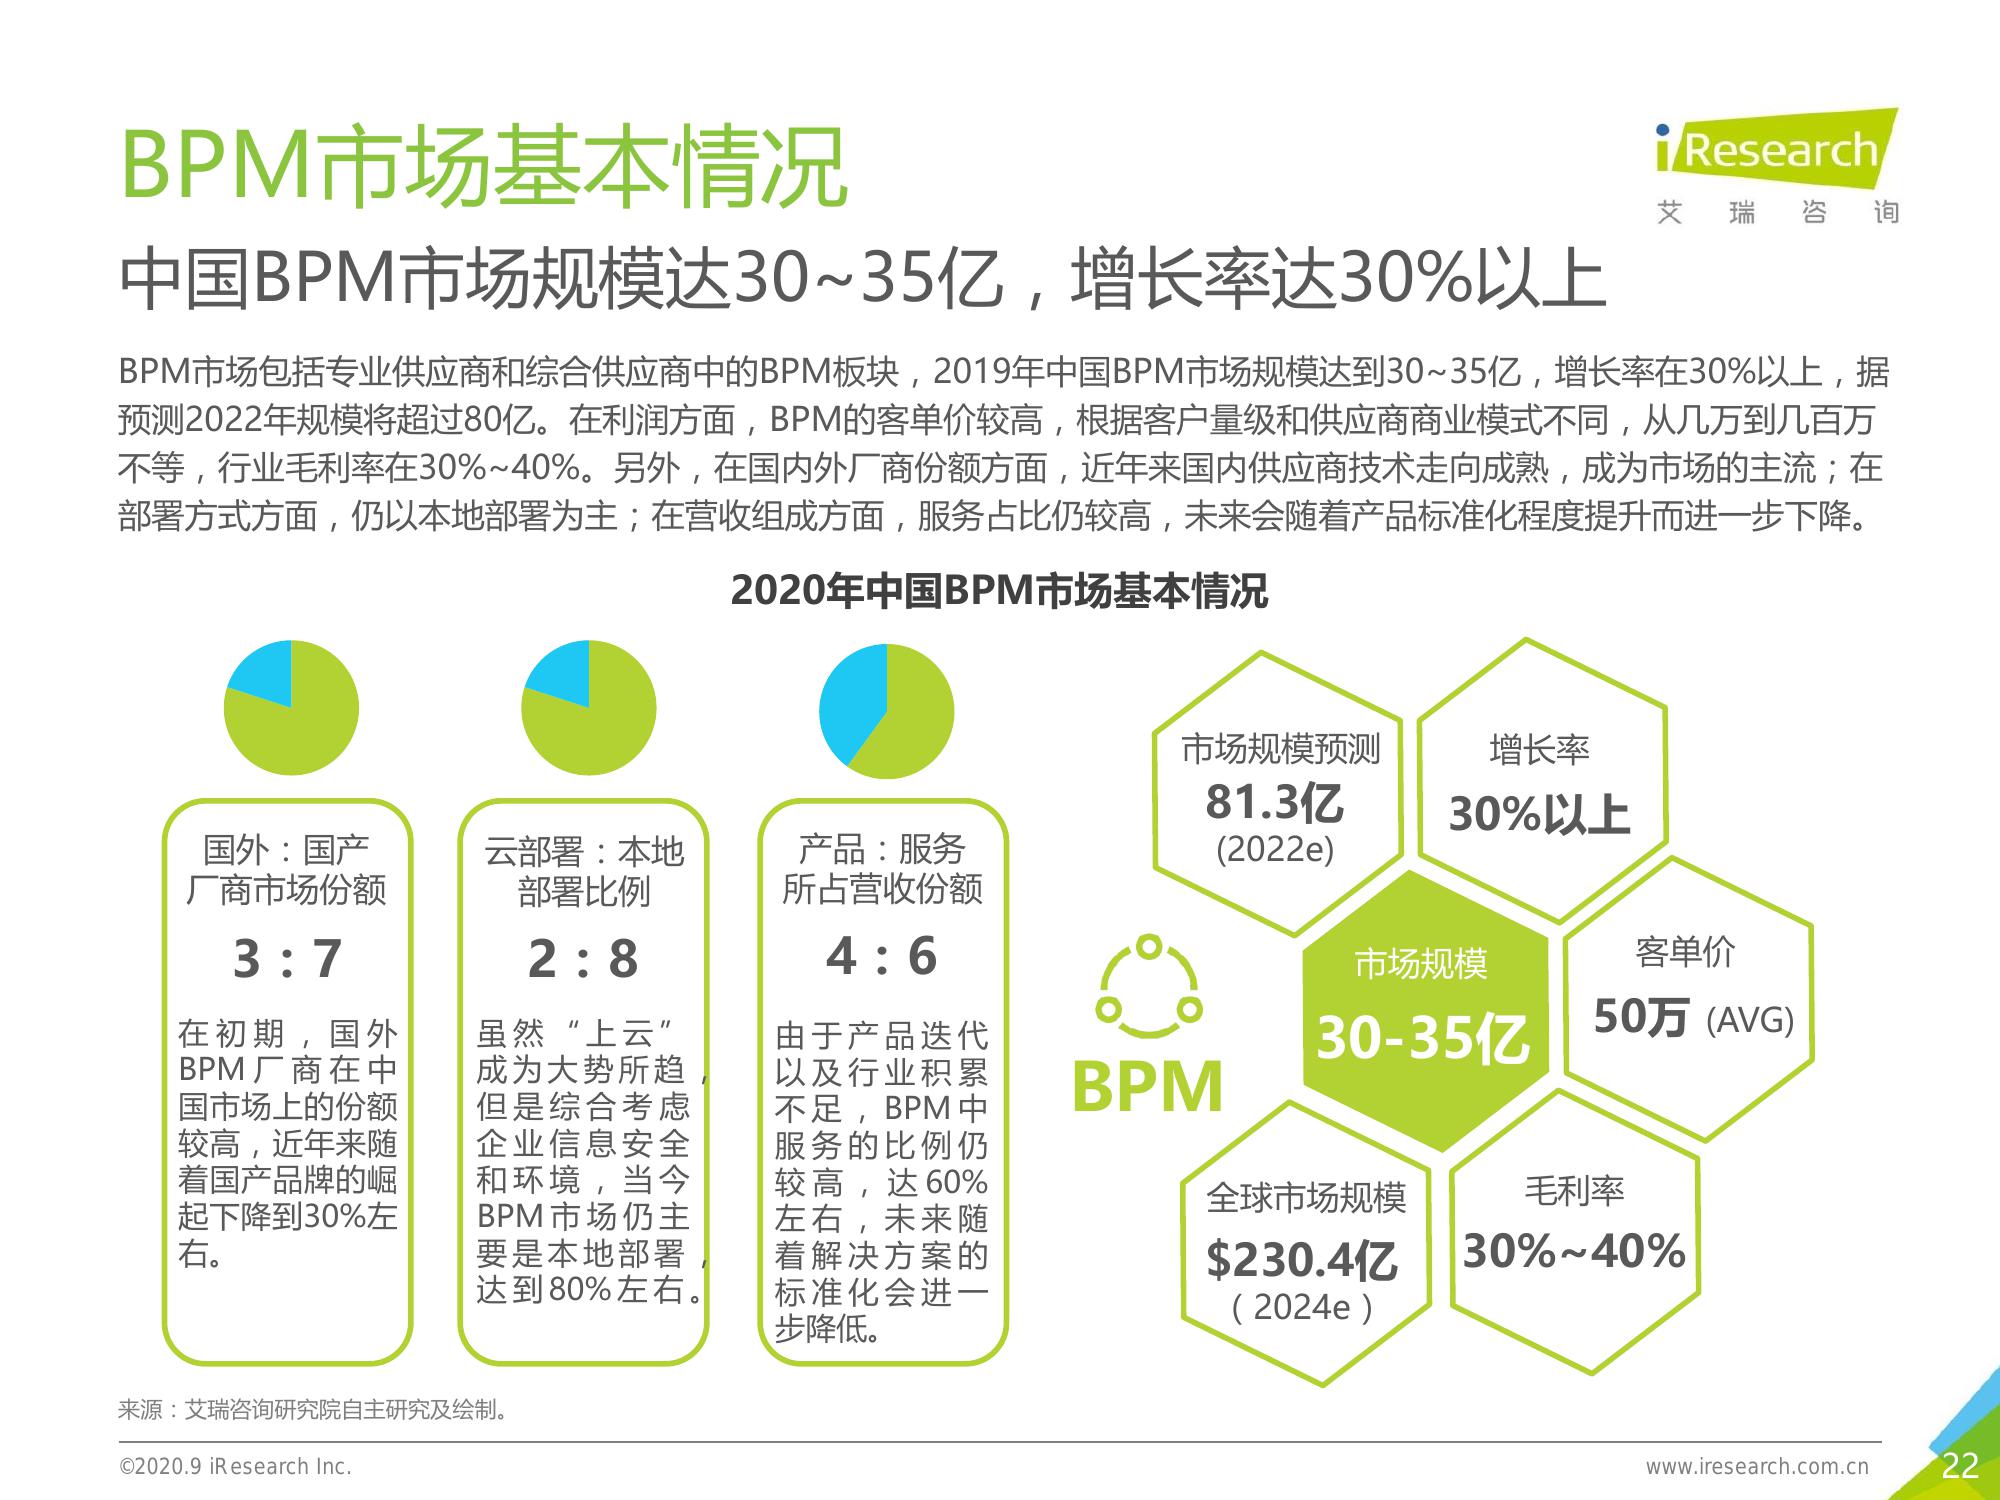 BPM市场基本情况
iResearch
艾瑞咨询
中国BPM市场规模达30~35亿，增长率达30%以上
BPM市场包括专业供应商和综合供应商中的BPM板块，2019年中国BPM市场规模达到30~35亿，增长率在30%以上，据
预测2022年规模将超过80亿。在利润方面，BPM的客单价较高，根据客户量级和供应商商业模式不同，从几万到几百万
不等，行业毛利率在30%~40%。另外，在国内外厂商份额方面，近年来国内供应商技术走向成熟，成为市场的主流；在
部署方式方面，仍以本地部署为主；在营收组成方面，服务占比仍较高，未来会随着产品标准化程度提升而进一步下降。
2020年中国BPM市场基本情况
国外：国产
厂商市场份额
3：7
在初期，国外
BPM厂商在中
国市场上的份额
较高，近年来随
着国产品牌的崛
起下降到30%左
右。
云部署：本地
部署比例
2：8
虽然“上云”
成为大势所趋，
但是综合考虑
企业信息安全
和环境，当今
BPM市场仍主
要是本地部署，
达到80%左右。
产品：服务
所占营收份额
4：6
由于产品迭代
以及行业积累
不足，BPM中
服务的比例仍
较高，达60%
左右，未来随
着解决方案的
标准化会进一
步降低。
市场规模预测
81.3亿
(2022e)
增长率
30%以上
市场规模
30-35亿
客单价
50万 (AVG)
BPM
全球市场规模
$230.4亿
（2024e）
毛利率
30%~40%
来源：艾瑞咨询研究院自主研究及绘制。
©2020.9 iResearch Inc.
www.iresearch.com.cn
22